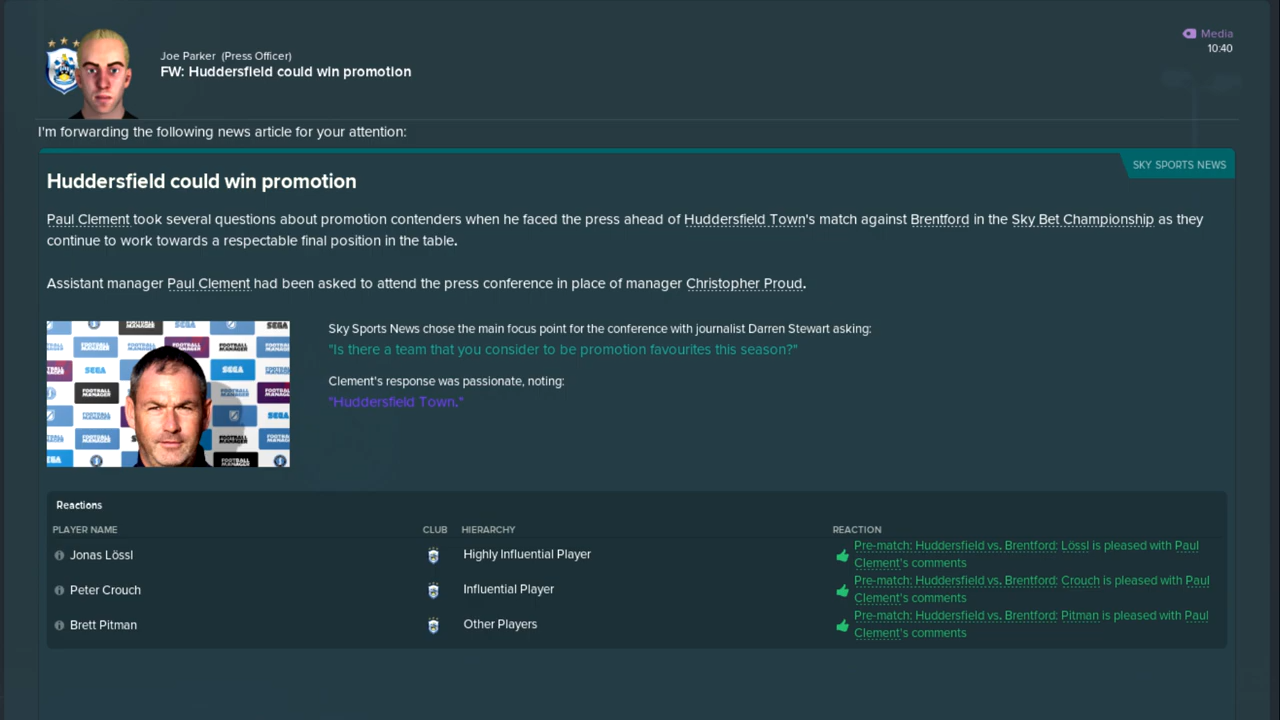 Media
Joe Parker (Press Officer)
10:40
FW: Huddersfield could win promotion
I'm forwarding the following news article for your attention:
SKY SPORTS NEWS
Huddersfield could win promotion
Paul Clement took several questions about promotion contenders when he faced the press ahead of Huddersfield Town's match against Brentford in the Sky Bet Championship as they
continue to work towards a respectable final position in the table.
Assistant manager Paul Clement had been asked to attend the press conference in place of manager Christopher Proud.
SEGA
FOOTBALL MANAGER
Sky Sports News chose the main focus point for the conference with journalist Darren Stewart asking:
"Is there a team that you consider to be promotion favourites this season?"
Clement's response was passionate, noting:
"Huddersfield Town."
Reactions
PLAYER NAME CLUB HIERARCHY REACTION
Jonas Lössl Highly Influential Player Pre-match: Huddersfield vs. Brentford: Lössl is pleased with Paul
Clement's comments
Peter Crouch Influential Player Pre-match: Huddersfield vs. Brentford: Crouch is pleased with Paul
Clement's comments
Brett Pitman Other Players Pre-match: Huddersfield vs. Brentford: Pitman is pleased with Paul
Clement's comments